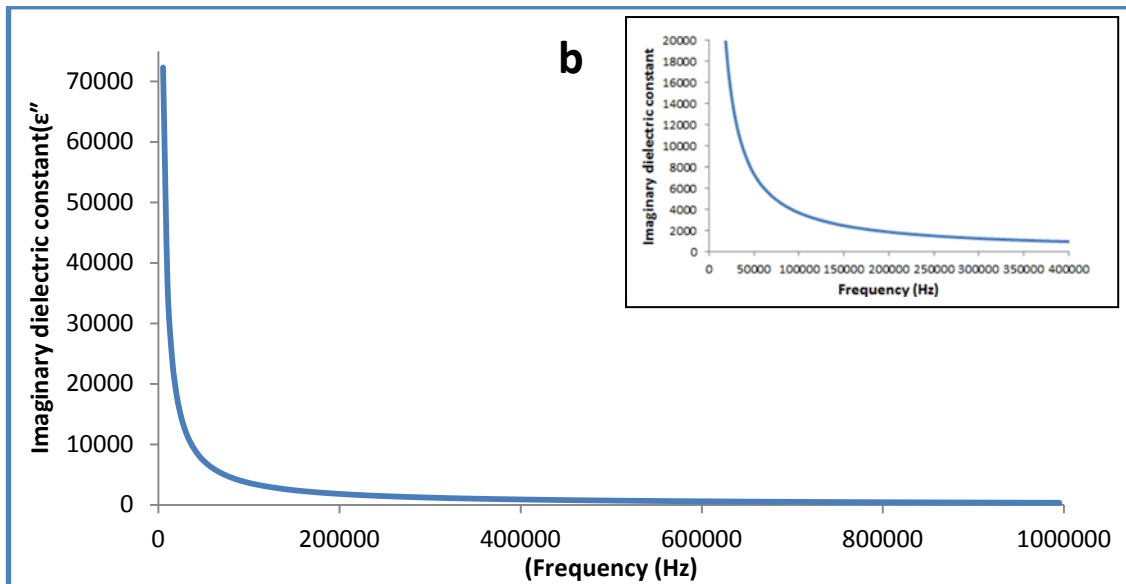 b
Imaginary dielectric constant(ε″
70000
60000
50000
40000
30000
20000
10000
0
0 200000 400000 600000 800000 1000000
(Frequency (Hz)
Imaginary dielectric constant
20000
18000
16000
14000
12000
10000
8000
6000
4000
2000
0
0 50000 100000 150000 200000 250000 300000 350000 400000
Frequency (Hz)